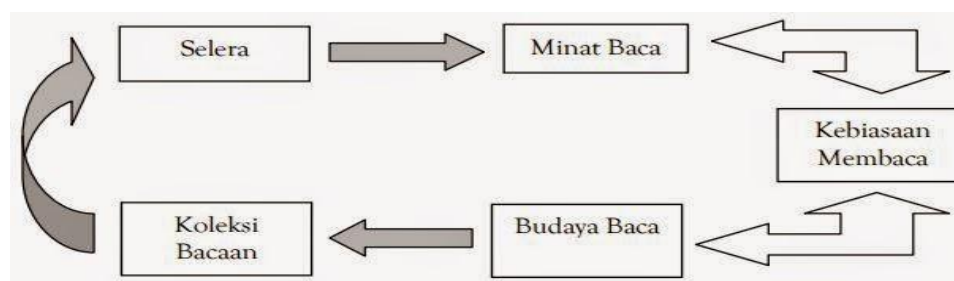 Selera
Minat Baca
Kebiasaan
Membaca
Koleksi
Bacaan
Budaya Baca